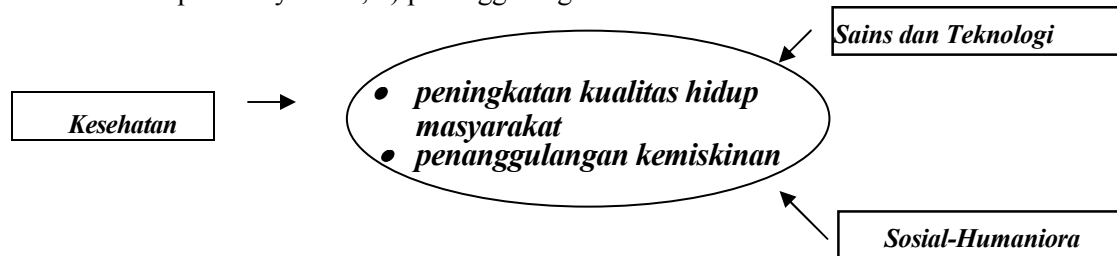 Sains dan Teknologi
• peningkatan kualitas hidup
masyarakat
Kesehatan
• penanggulangan kemiskinan
Sosial-Humaniora